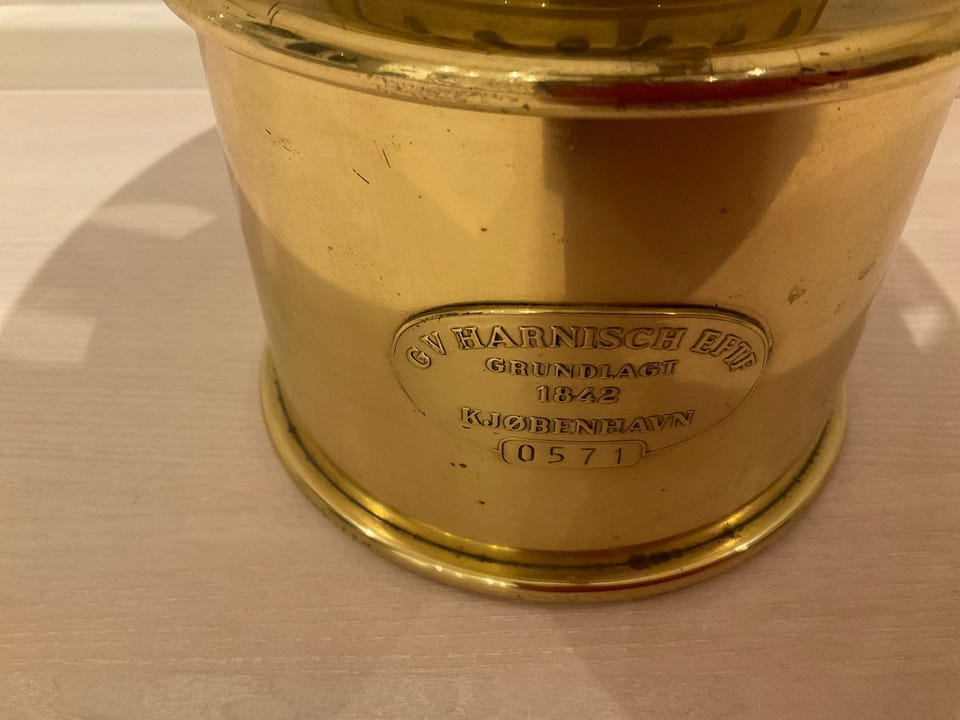 G V HARNISCH EFTF
GRUNDLAGT
1842
KJØBENHAVN
0571